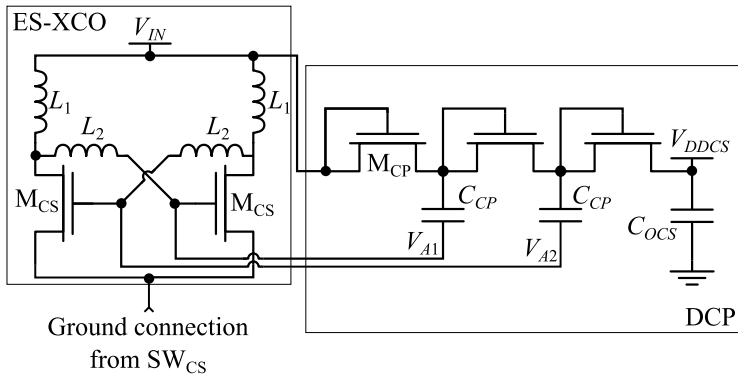 ES-XCO
V_IN
L_1
L_1
L_2
L_2
M_CS
M_CS
M_CP
C_CP
C_CP
V_DDCS
C_OCS
V_A1
V_A2
DCP
Ground connection
from SW_CS